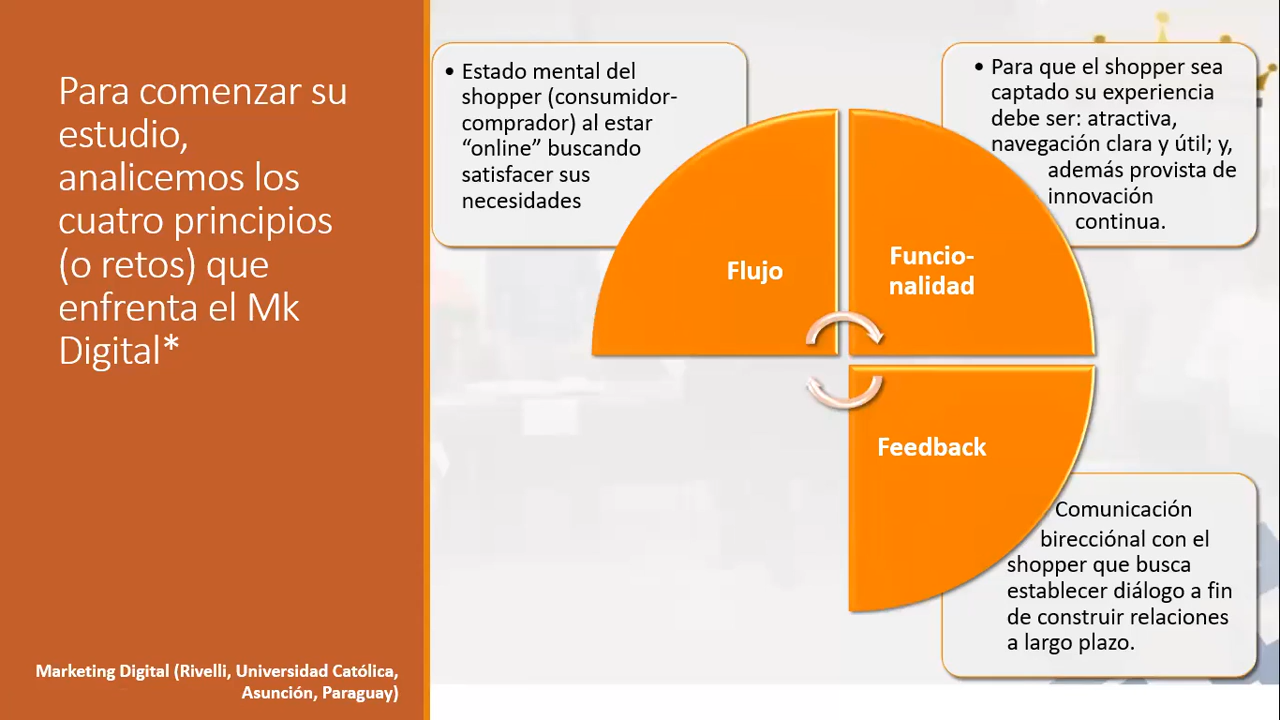 Para comenzar su
estudio,
analicemos los
cuatro principios
(o retos) que
enfrenta el Mk
Digital*
Marketing Digital (Rivelli, Universidad Católica,
Asunción, Paraguay)
• Estado mental del
shopper (consumidor-
comprador) al estar
“online” buscando
satisfacer sus
necesidades
Flujo
• Para que el shopper sea
captado su experiencia
debe ser: atractiva,
navegación clara y útil; y,
además provista de
innovación
continua.
Funcio-
nalidad
Feedback
Comunicación
birecciónal con el
shopper que busca
establecer diálogo a fin
de construir relaciones
a largo plazo.